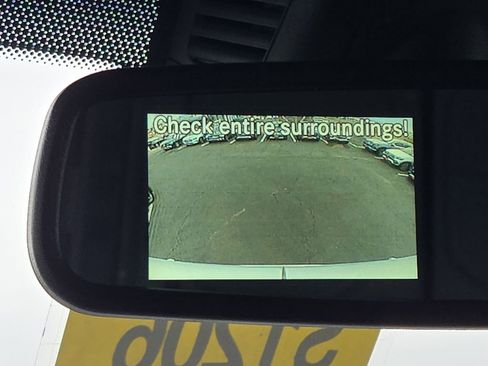 Check entire surroundings!